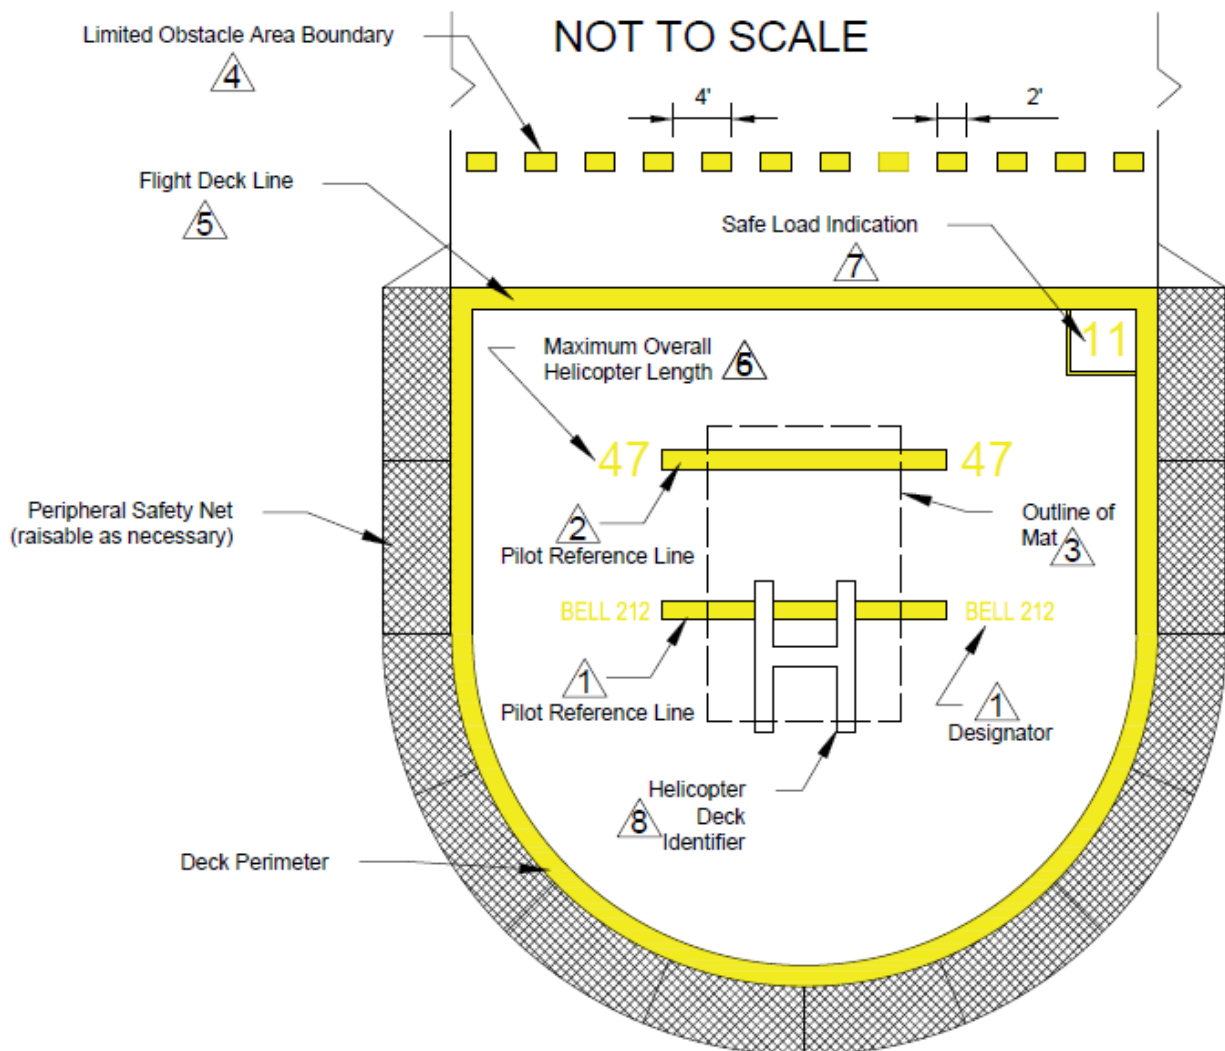 Limited Obstacle Area Boundary
4
NOT TO SCALE
4'
2'
Flight Deck Line
5
Safe Load Indication
7
11
Maximum Overall
Helicopter Length
6
47
47
Peripheral Safety Net
(raisable as necessary)
2
Pilot Reference Line
Outline of
Mat
3
BELL 212
BELL 212
H
1
Pilot Reference Line
1
Designator
Helicopter
Deck
Identifier
8
Deck Perimeter